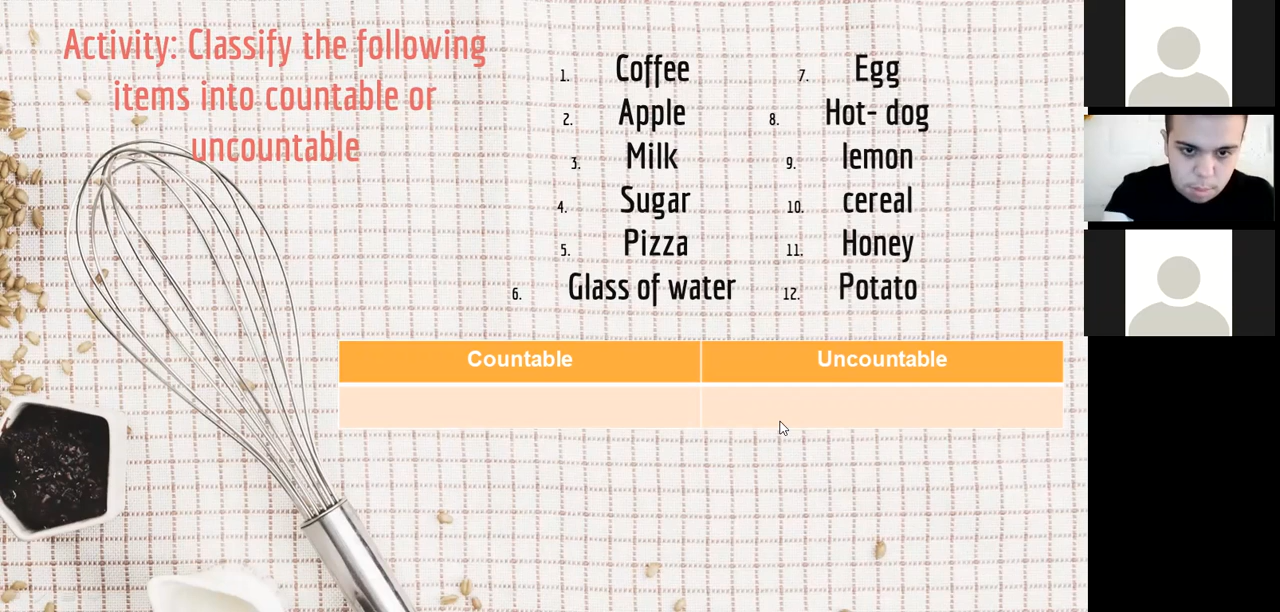 Activity: Classify the following
items into countable or
uncountable
1. Coffee
2. Apple
3. Milk
4. Sugar
5. Pizza
6. Glass of water
7. Egg
8. Hot- dog
9. lemon
10. cereal
11. Honey
12. Potato
Countable Uncountable